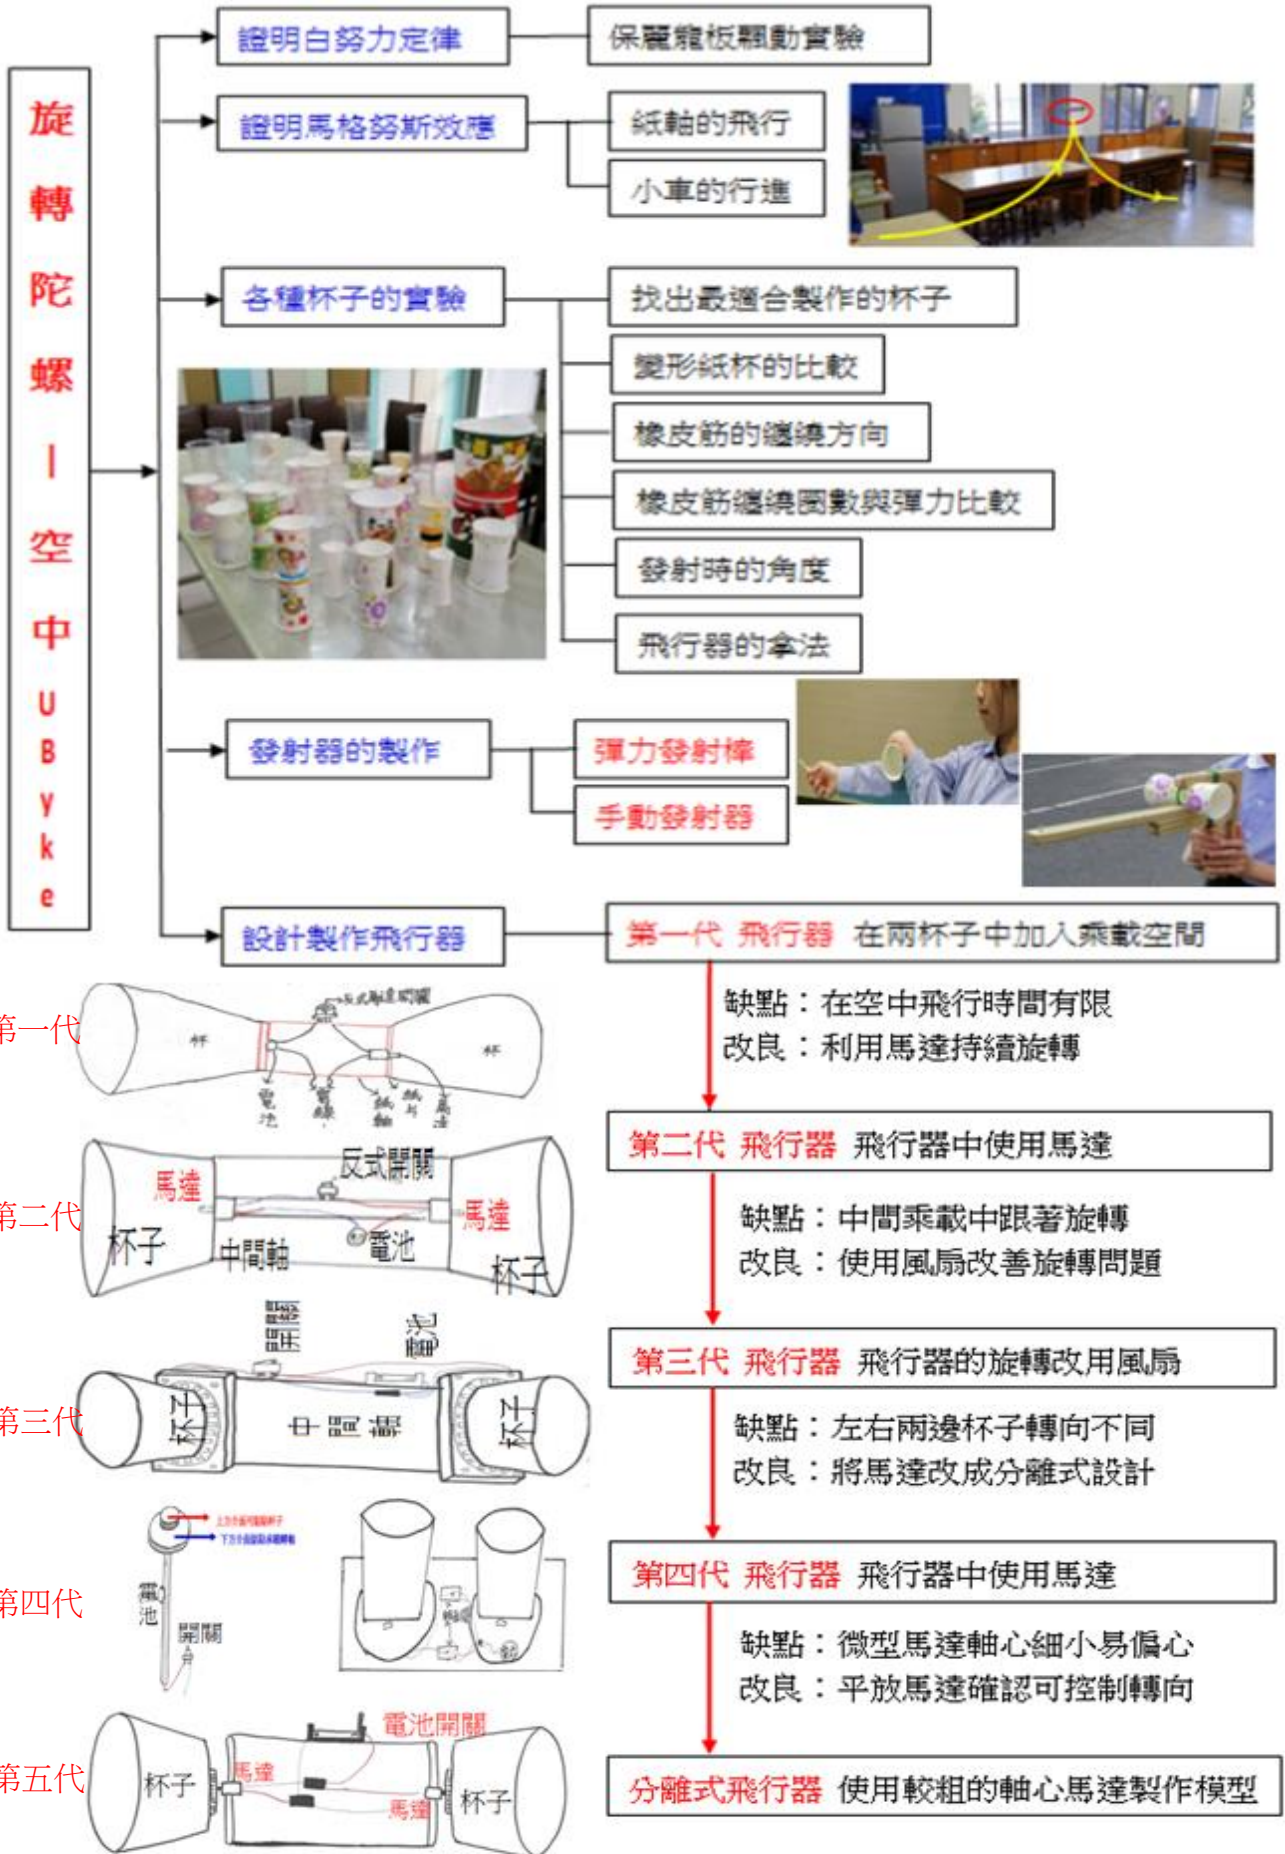 旋轉陀螺－空中UByke
證明白努力定律
保麗龍板飄動實驗
證明馬格努斯效應
紙軸的飛行
小車的行進
各種杯子的實驗
找出最適合製作的杯子
變形紙杯的比較
橡皮筋的纏繞方向
橡皮筋纏繞圈數與彈力比較
發射時的角度
飛行器的拿法
發射器的製作
彈力發射棒
手動發射器
設計製作飛行器
第一代 飛行器 在兩杯子中加入乘載空間
缺點：在空中飛行時間有限
改良：利用馬達持續旋轉
第二代 飛行器 飛行器中使用馬達
缺點：中間乘載中跟著旋轉
改良：使用風扇改善旋轉問題
第三代 飛行器 飛行器的旋轉改用風扇
缺點：左右兩邊杯子轉向不同
改良：將馬達改成分離式設計
第四代 飛行器 飛行器中使用馬達
缺點：微型馬達軸心細小易偏心
改良：平放馬達確認可控制轉向
分離式飛行器 使用較粗的軸心馬達製作模型
第一代
杯
杯
電池
電線
紙軸
紙片
馬達
第二代
反式開關
馬達
馬達
杯子
中間軸
電池
杯子
第三代
開關
電池
杯子
中間軸
杯子
第四代
電池
開關
第五代
電池開關
杯子
馬達
馬達
杯子